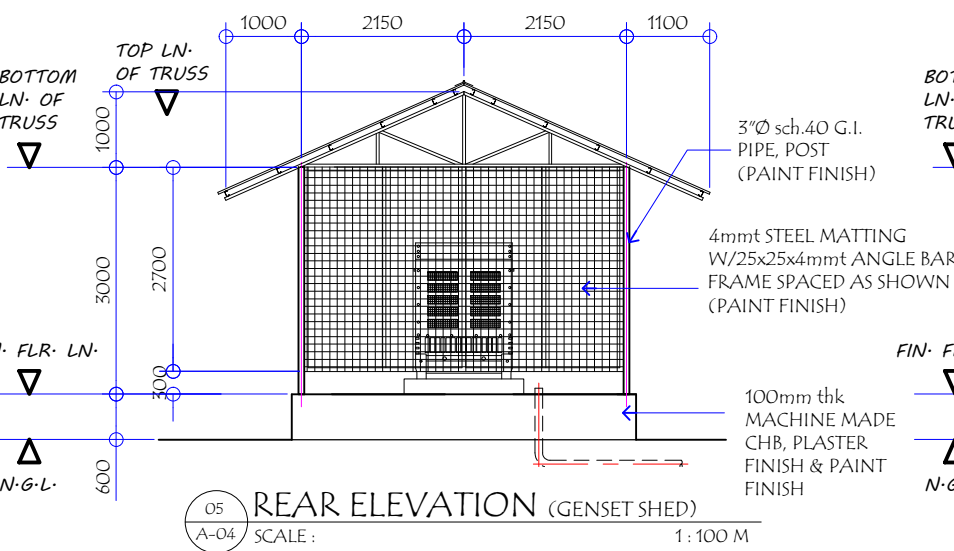 1000
2150
2150
1100
TOP LN.
OF TRUSS
BOTTOM
LN. OF
TRUSS
1000
3000
2700
300
600
3"Ø sch.40 G.I.
PIPE, POST
(PAINT FINISH)
4mmt STEEL MATTING
W/25x25x4mmt ANGLE BAR
FRAME SPACED AS SHOWN
(PAINT FINISH)
100mm thk
MACHINE MADE
CHB, PLASTER
FINISH & PAINT
FINISH
FLR. LN.
N.G.L.
BOT
LN.
TRU
FIN. F
N.G
05
A-04
REAR ELEVATION (GENSET SHED)
SCALE :
1 : 100 M